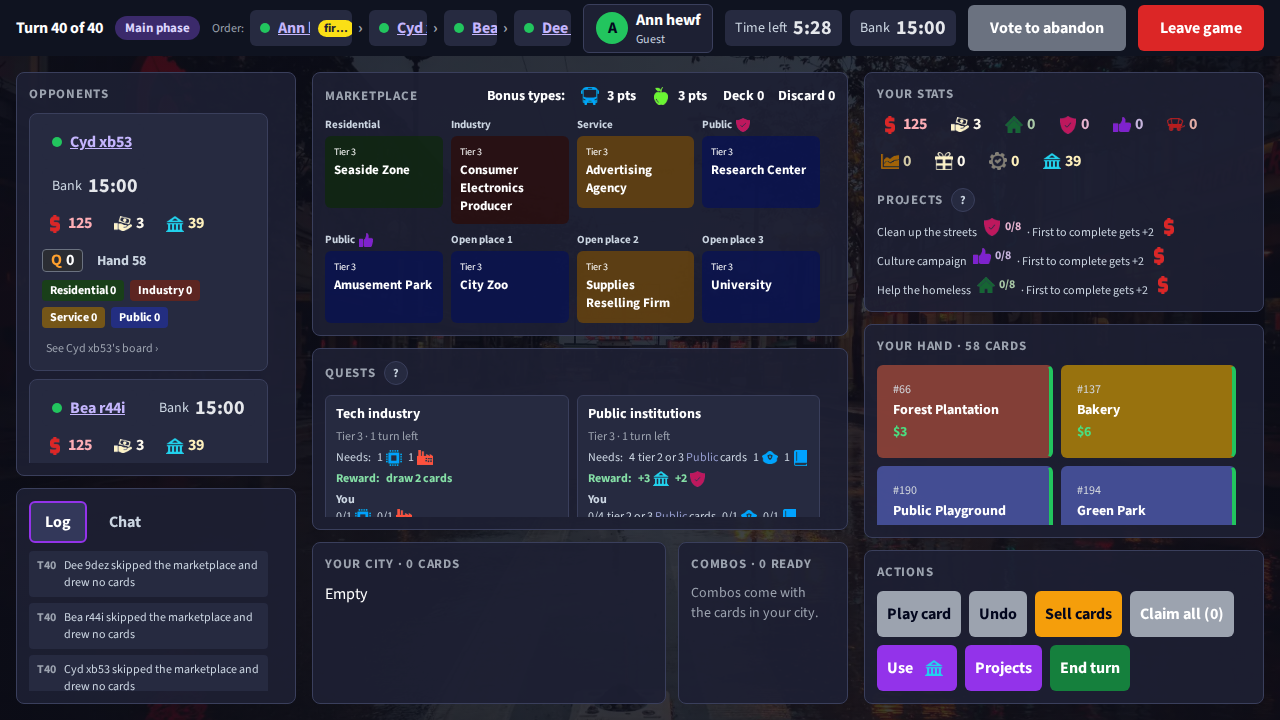 Turn 40 of 40
Main phase
Order:
Ann
fir…
›
Cyd
›
Bea
›
Dee
A
Ann hewf
Guest
Time left 5:28
Bank 15:00
Vote to abandon
Leave game
OPPONENTS
Cyd xb53
Bank 15:00
125 3 39
Q 0 Hand 58
Residential 0 Industry 0
Service 0 Public 0
See Cyd xb53's board ›
Bea r44i Bank 15:00
125 3 39
Log Chat
T40 Dee 9dez skipped the marketplace and
drew no cards
T40 Bea r44i skipped the marketplace and
drew no cards
T40 Cyd xb53 skipped the marketplace and
drew no cards
MARKETPLACE Bonus types: 3 pts 3 pts Deck 0 Discard 0
Residential
Tier 3
Seaside Zone
Industry
Tier 3
Consumer
Electronics
Producer
Service
Tier 3
Advertising
Agency
Public
Tier 3
Research Center
Public
Tier 3
Amusement Park
Open place 1
Tier 3
City Zoo
Open place 2
Tier 3
Supplies
Reselling Firm
Open place 3
Tier 3
University
QUESTS ?
Tech industry
Tier 3 · 1 turn left
Needs: 1 1
Reward: draw 2 cards
You
0/1 0/1
Public institutions
Tier 3 · 1 turn left
Needs: 4 tier 2 or 3 Public cards 1 1
Reward: +3 +2
You
0/4 tier 2 or 3 Public cards 0/1 0/1
YOUR CITY · 0 CARDS
Empty
COMBOS · 0 READY
Combos come with
the cards in your city.
YOUR STATS
125 3 0 0 0 0
0 0 0 39
PROJECTS ?
Clean up the streets 0/8 · First to complete gets +2
Culture campaign 0/8 · First to complete gets +2
Help the homeless 0/8 · First to complete gets +2
YOUR HAND · 58 CARDS
#66
Forest Plantation
$3
#137
Bakery
$6
#190
Public Playground
#194
Green Park
ACTIONS
Play card
Undo
Sell cards
Claim all (0)
Use
Projects
End turn